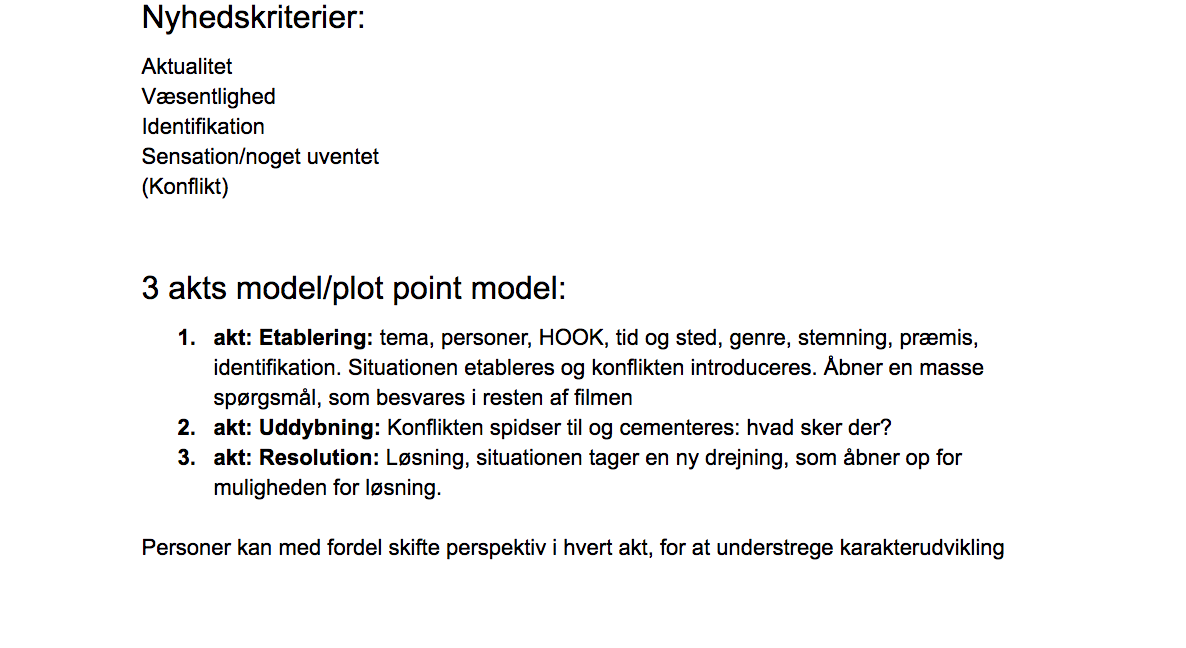 Nyhedskriterier:
Aktualitet
Væsentlighed
Identifikation
Sensation/noget uventet
(Konflikt)
3 akts model/plot point model:
1. akt: Etablering: tema, personer, HOOK, tid og sted, genre, stemning, præmis,
identifikation. Situationen etableres og konflikten introduceres. Åbner en masse
spørgsmål, som besvares i resten af filmen
2. akt: Uddybning: Konflikten spidser til og cementeres: hvad sker der?
3. akt: Resolution: Løsning, situationen tager en ny drejning, som åbner op for
muligheden for løsning.
Personer kan med fordel skifte perspektiv i hvert akt, for at understrege karakterudvikling